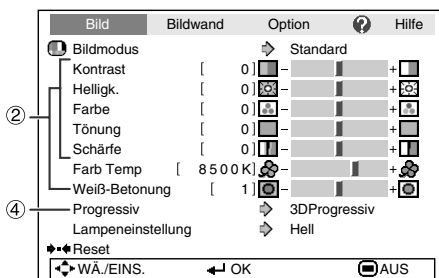 Bild Bildwand Option ? Hilfe
Bildmodus Standard
Kontrast [ 0] - +
Helligk. [ 0] - +
Farbe [ 0] - +
Tönung [ 0] - +
Schärfe [ 0] - +
Farb Temp [ 8500K] - +
Weiß-Betonung [ 1] - +
Progressiv 3DProgressiv
Lampeneinstellung Hell
Reset
WÄ./EINS. OK AUS
2
4